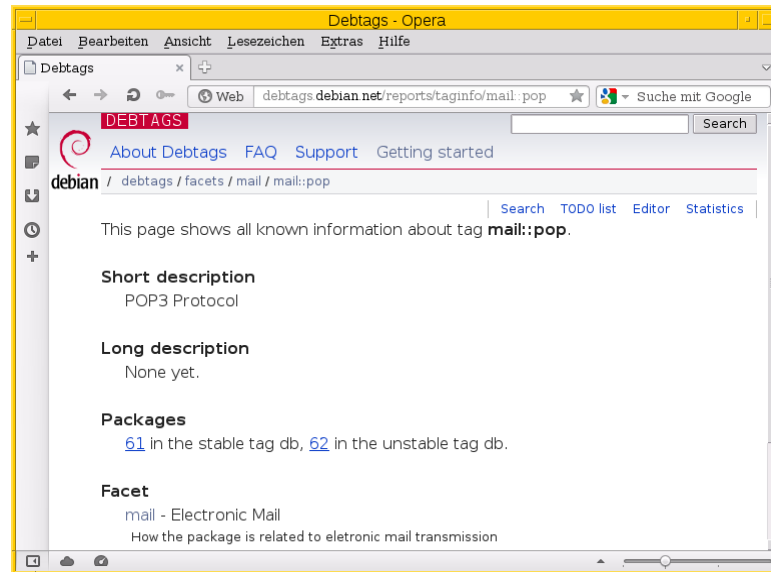 Debtags - Opera
Datei Bearbeiten Ansicht Lesezeichen Extras Hilfe
Debtags
Web debtags.debian.net/reports/taginfo/mail::pop Suche mit Google
DEBTAGS
Search
About Debtags FAQ Support Getting started
debian / debtags / facets / mail / mail::pop
Search TODO list Editor Statistics
This page shows all known information about tag mail::pop.
Short description
POP3 Protocol
Long description
None yet.
Packages
61 in the stable tag db, 62 in the unstable tag db.
Facet
mail - Electronic Mail
How the package is related to eletronic mail transmission